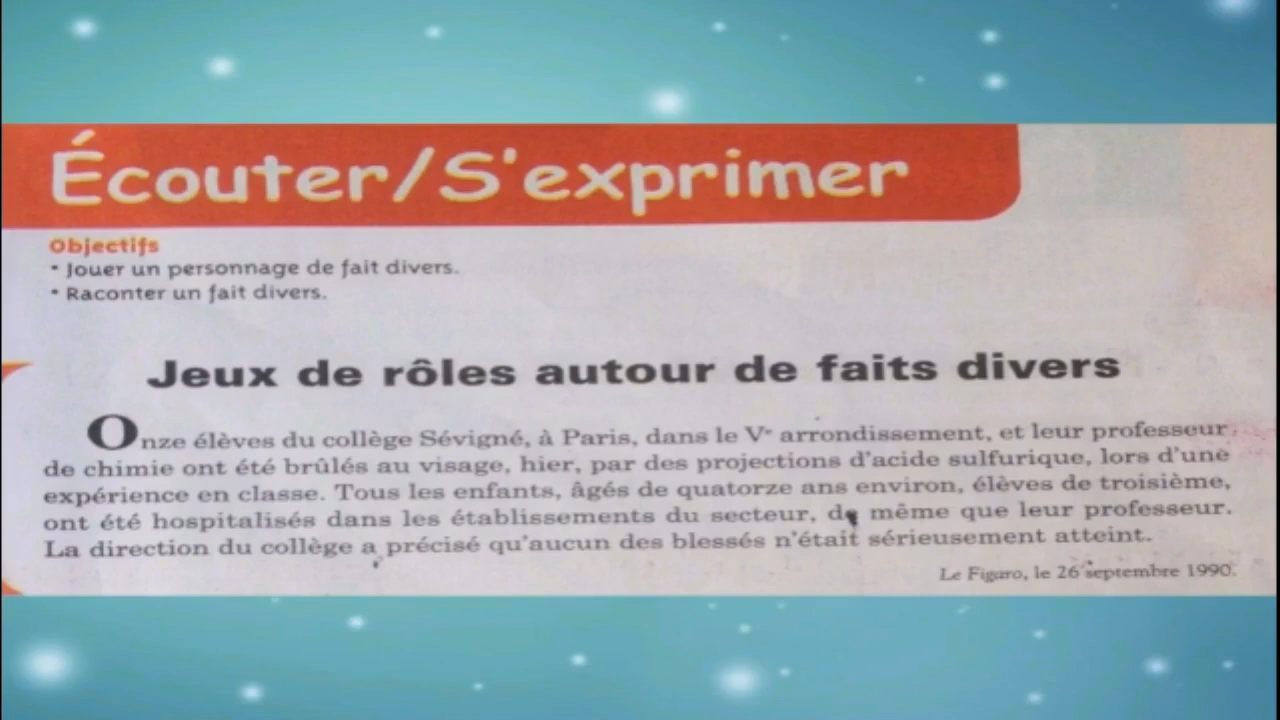 Écouter/S'exprimer
Objectifs
• Jouer un personnage de fait divers.
• Raconter un fait divers.
Jeux de rôles autour de faits divers
Onze élèves du collège Sévigné, à Paris, dans le Ve arrondissement, et leur professeur
de chimie ont été brûlés au visage, hier, par des projections d'acide sulfurique, lors d'une
expérience en classe. Tous les enfants, âgés de quatorze ans environ, élèves de troisième,
ont été hospitalisés dans les établissements du secteur, de même que leur professeur.
La direction du collège a précisé qu'aucun des blessés n'était sérieusement atteint.
Le Figaro, le 26 septembre 1990.